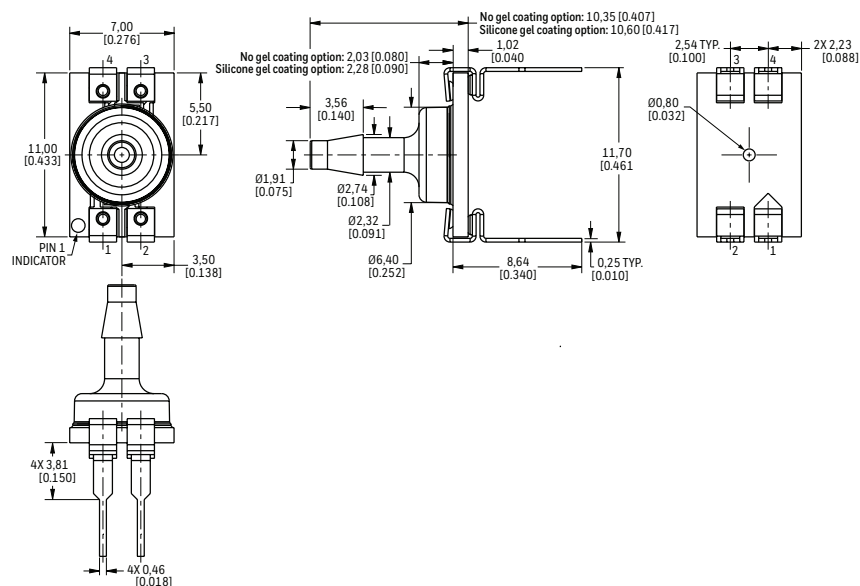 7,00
[0.276]
4
3
5,50
[0.217]
11,00
[0.433]
PIN 1
INDICATOR
1
2
3,50
[0.138]
No gel coating option: 10,35 [0.407]
Silicone gel coating option: 10,60 [0.417]
No gel coating option: 2,03 [0.080]
Silicone gel coating option: 2,28 [0.090]
1,02
[0.040
3,56
[0.140]
Ø1,91
[0.075]
Ø2,74
[0.108]
Ø2,32
[0.091]
Ø6,40
[0.252]
11,70
[0.461
8,64
[0.340]
0,25 TYP.
[0.010]
2,54 TYP.
[0.100]
2X 2,23
[0.088]
3
4
Ø0,80
[0.032]
2
1
4X 3,81
[0.150]
4X 0,46
[0.018]